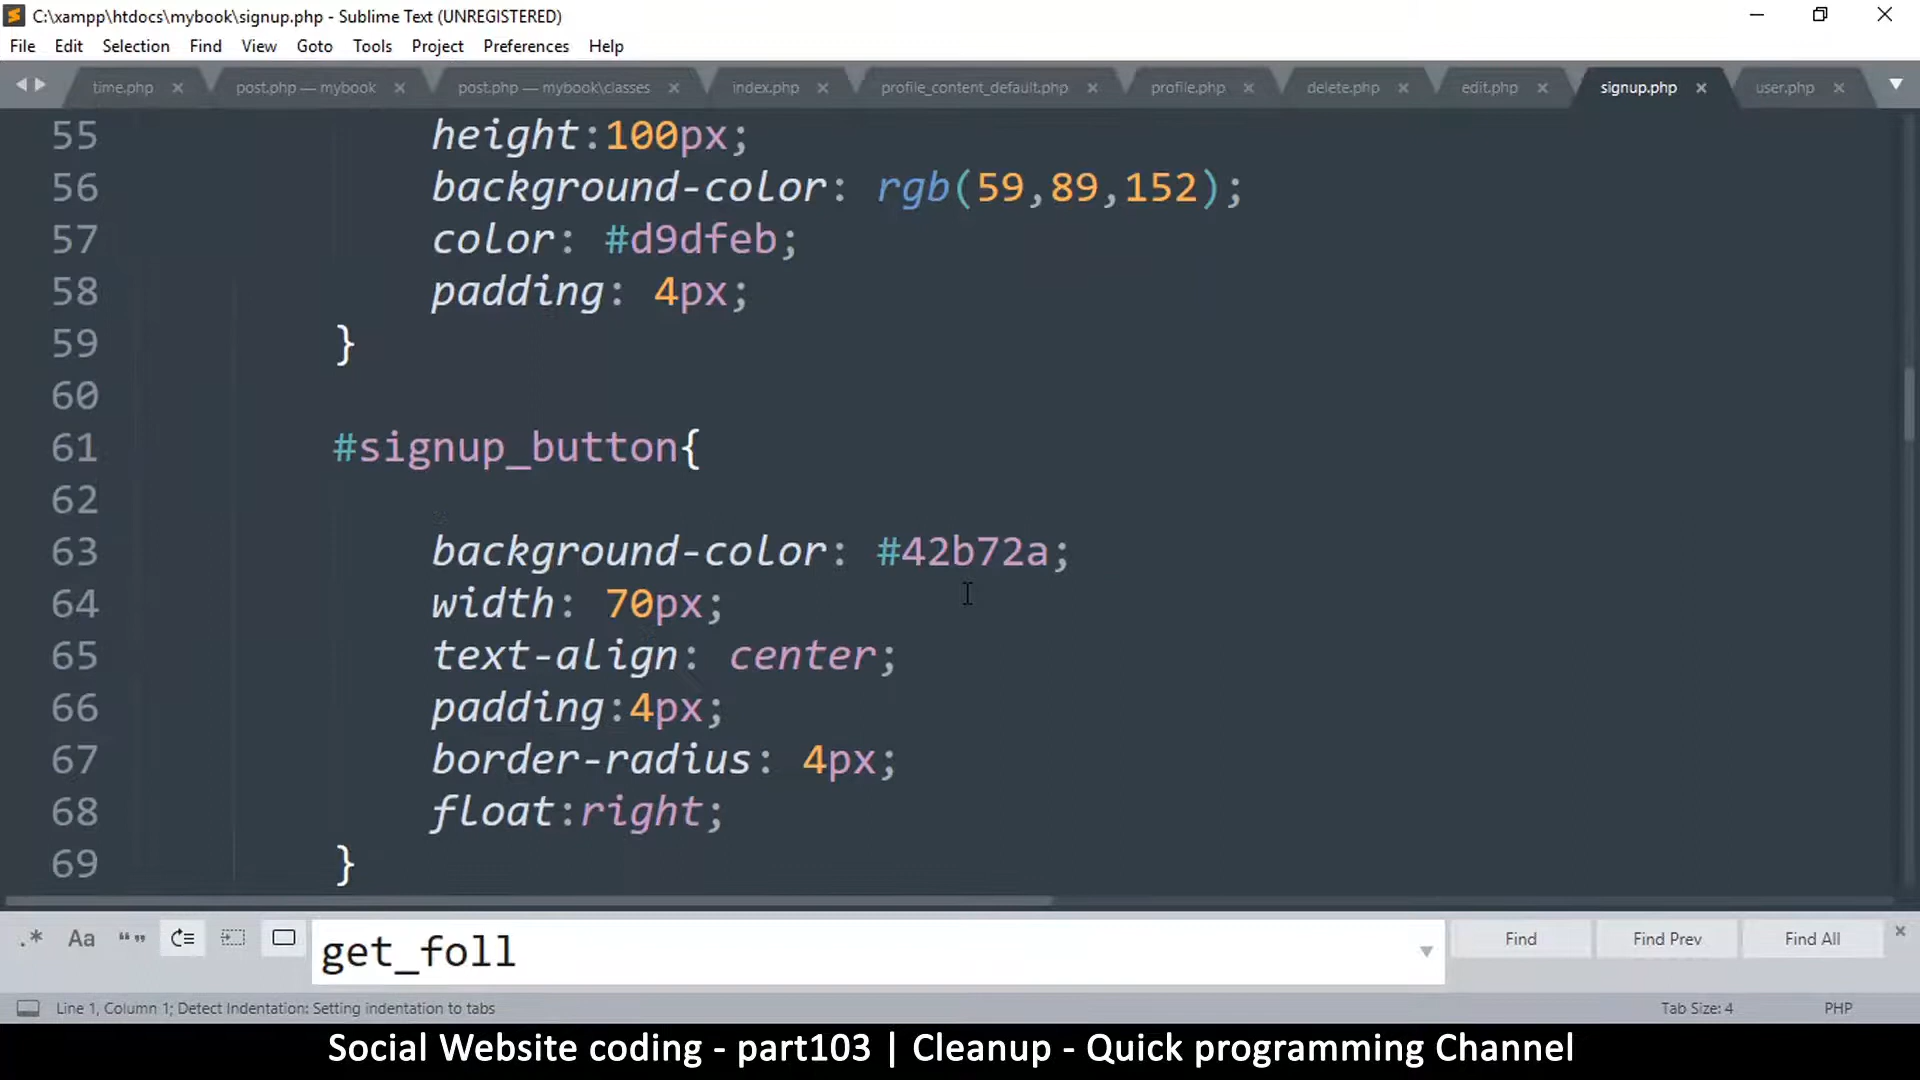 C:\xampp\htdocs\mybook\signup.php - Sublime Text (UNREGISTERED)
File Edit Selection Find View Goto Tools Project Preferences Help
time.php post.php — mybook post.php — mybook\classes index.php profile_content_default.php profile.php delete.php edit.php signup.php user.php
55 height:100px;
56 background-color: rgb(59,89,152);
57 color: #d9dfeb;
58 padding: 4px;
59 }
60
61 #signup_button{
62
63 background-color: #42b72a;
64 width: 70px;
65 text-align: center;
66 padding:4px;
67 border-radius: 4px;
68 float:right;
69 }
.* Aa “” get_foll Find Find Prev Find All
Line 1, Column 1; Detect Indentation: Setting indentation to tabs Tab Size: 4 PHP
Social Website coding - part103 | Cleanup - Quick programming Channel